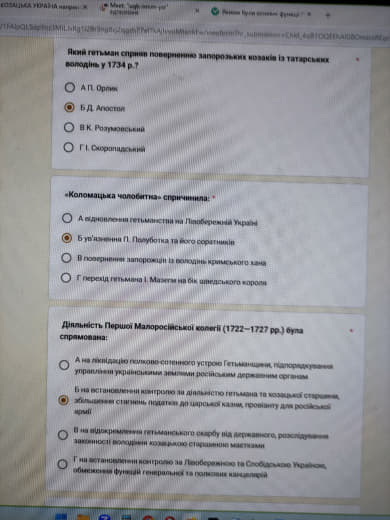 КОЗАЦЬКА УКРАЇНА наприкі
Meet: "
Якими були основні функції
Який гетьман сприяв поверненню запорозьких козаків із татарських
володінь у 1734 р.?
А П. Орлик
Б Д. Апостол
В К. Розумовський
Г І. Скоропадський
«Коломацька чолобитна» спричинила: *
А відновлення гетьманства на Лівобережній Україні
Б ув'язнення П. Полуботка та його соратників
В повернення запорожців із володінь кримського хана
Г перехід гетьмана І. Мазепи на бік шведського короля
Діяльність Першої Малоросійської колегії (1722—1727 рр.) була *
спрямована:
А на ліквідацію полково-сотенного устрою Гетьманщини, підпорядкування
управління українськими землями російським державним органам
Б на встановлення контролю за діяльністю гетьмана та козацької старшини,
збільшення стягнень податків до царської казни, провіанту для російської
армії
В на відокремлення гетьманського скарбу від державного, розслідування
законності володіння козацькою старшиною маєтками
Г на встановлення контролю за Лівобережною та Слобідською Україною,
обмеження функцій генеральної та полкових канцелярій